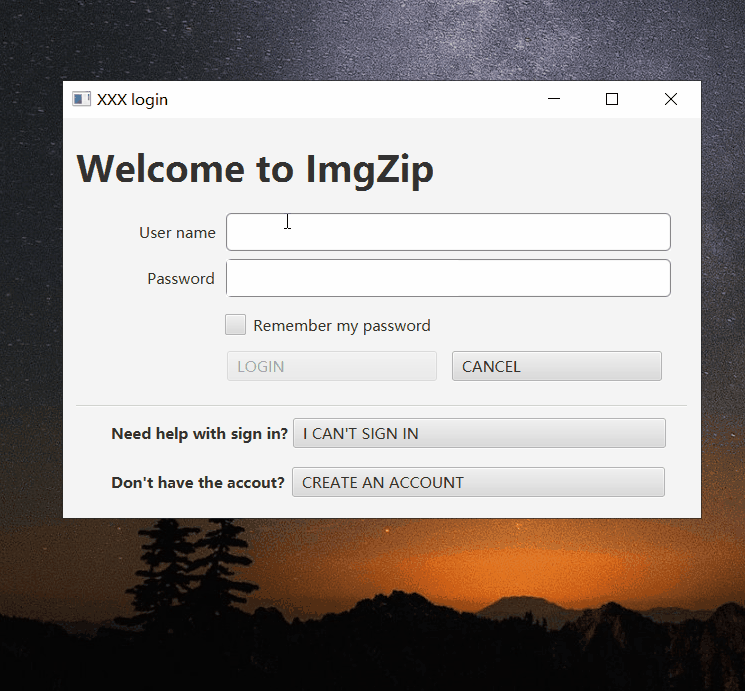 XXX login
Welcome to ImgZip
User name
Password
Remember my password
LOGIN CANCEL
Need help with sign in? I CAN'T SIGN IN
Don't have the accout? CREATE AN ACCOUNT